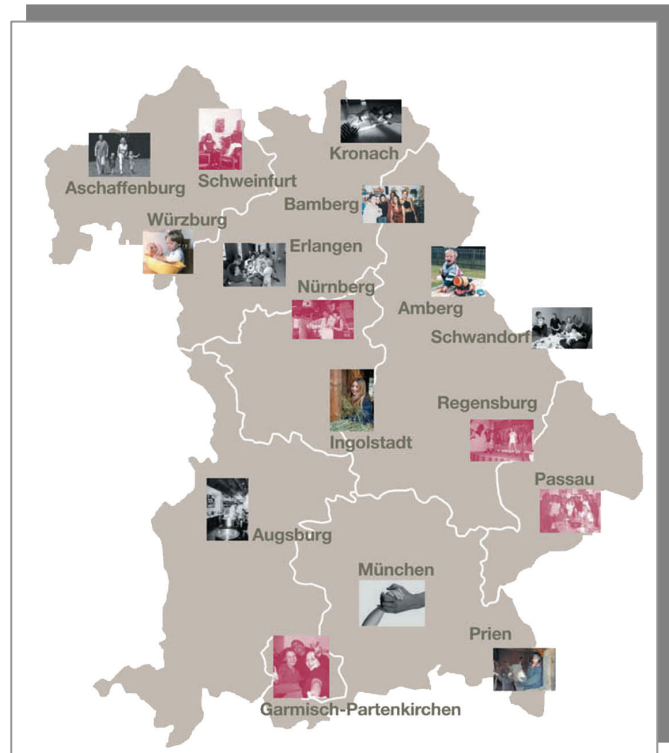 Kronach
Schweinfurt
Aschaffenburg
Bamberg
Würzburg
Erlangen
Nürnberg
Amberg
Schwandorf
Regensburg
Ingolstadt
Passau
Augsburg
München
Prien
Garmisch-Partenkirchen